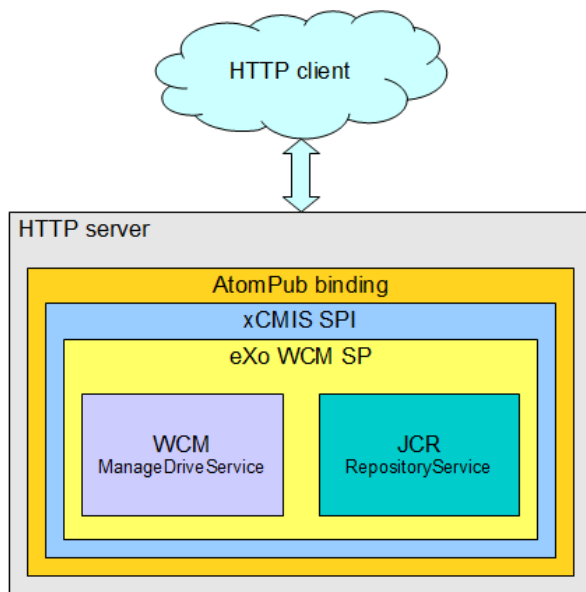 HTTP client
HTTP server
AtomPub binding
xCMIS SPI
eXo WCM SP
WCM
ManageDriveService
JCR
RepositoryService